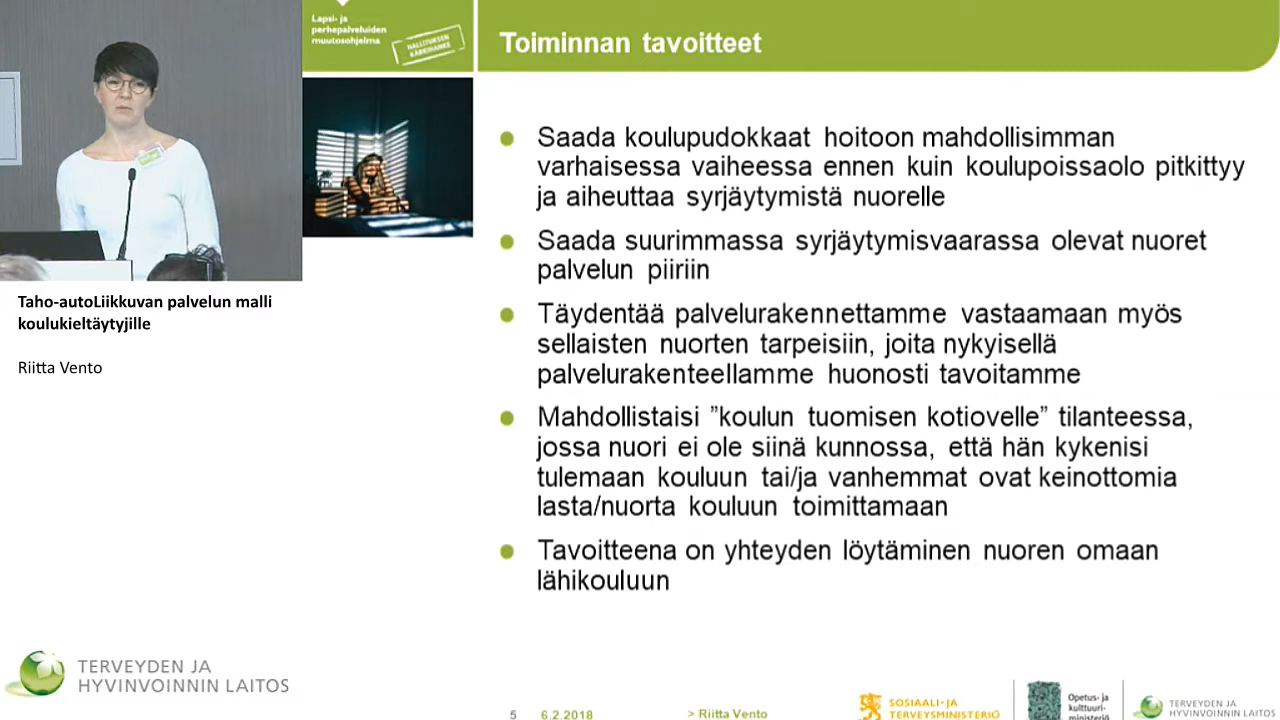 Lapsi- ja
perhepalveluiden
muutosohjelma
HALLITUKSEN
KÄRKIHANKE
Toiminnan tavoitteet
Saada koulupudokkaat hoitoon mahdollisimman
varhaisessa vaiheessa ennen kuin koulupoissaolo pitkittyy
ja aiheuttaa syrjäytymistä nuorelle
Saada suurimmassa syrjäytymisvaarassa olevat nuoret
palvelun piiriin
Täydentää palvelurakennettamme vastaamaan myös
sellaisten nuorten tarpeisiin, joita nykyisellä
palvelurakenteellamme huonosti tavoitamme
Mahdollistaisi ”koulun tuomisen kotiovelle” tilanteessa,
jossa nuori ei ole siinä kunnossa, että hän kykenisi
tulemaan kouluun tai/ja vanhemmat ovat keinottomia
lasta/nuorta kouluun toimittamaan
Tavoitteena on yhteyden löytäminen nuoren omaan
lähikouluun
Taho-autoLiikkuvan palvelun malli
koulukieltäytyjille
Riitta Vento
TERVEYDEN JA
HYVINVOINNIN LAITOS
5 6.2.2018 > Riitta Vento
SOSIAALI- JA
TERVEYSMINISTERIÖ
Opetus- ja
kulttuuri-
ministeriö
TERVEYDEN JA
HYVINVOINNIN LAITOS